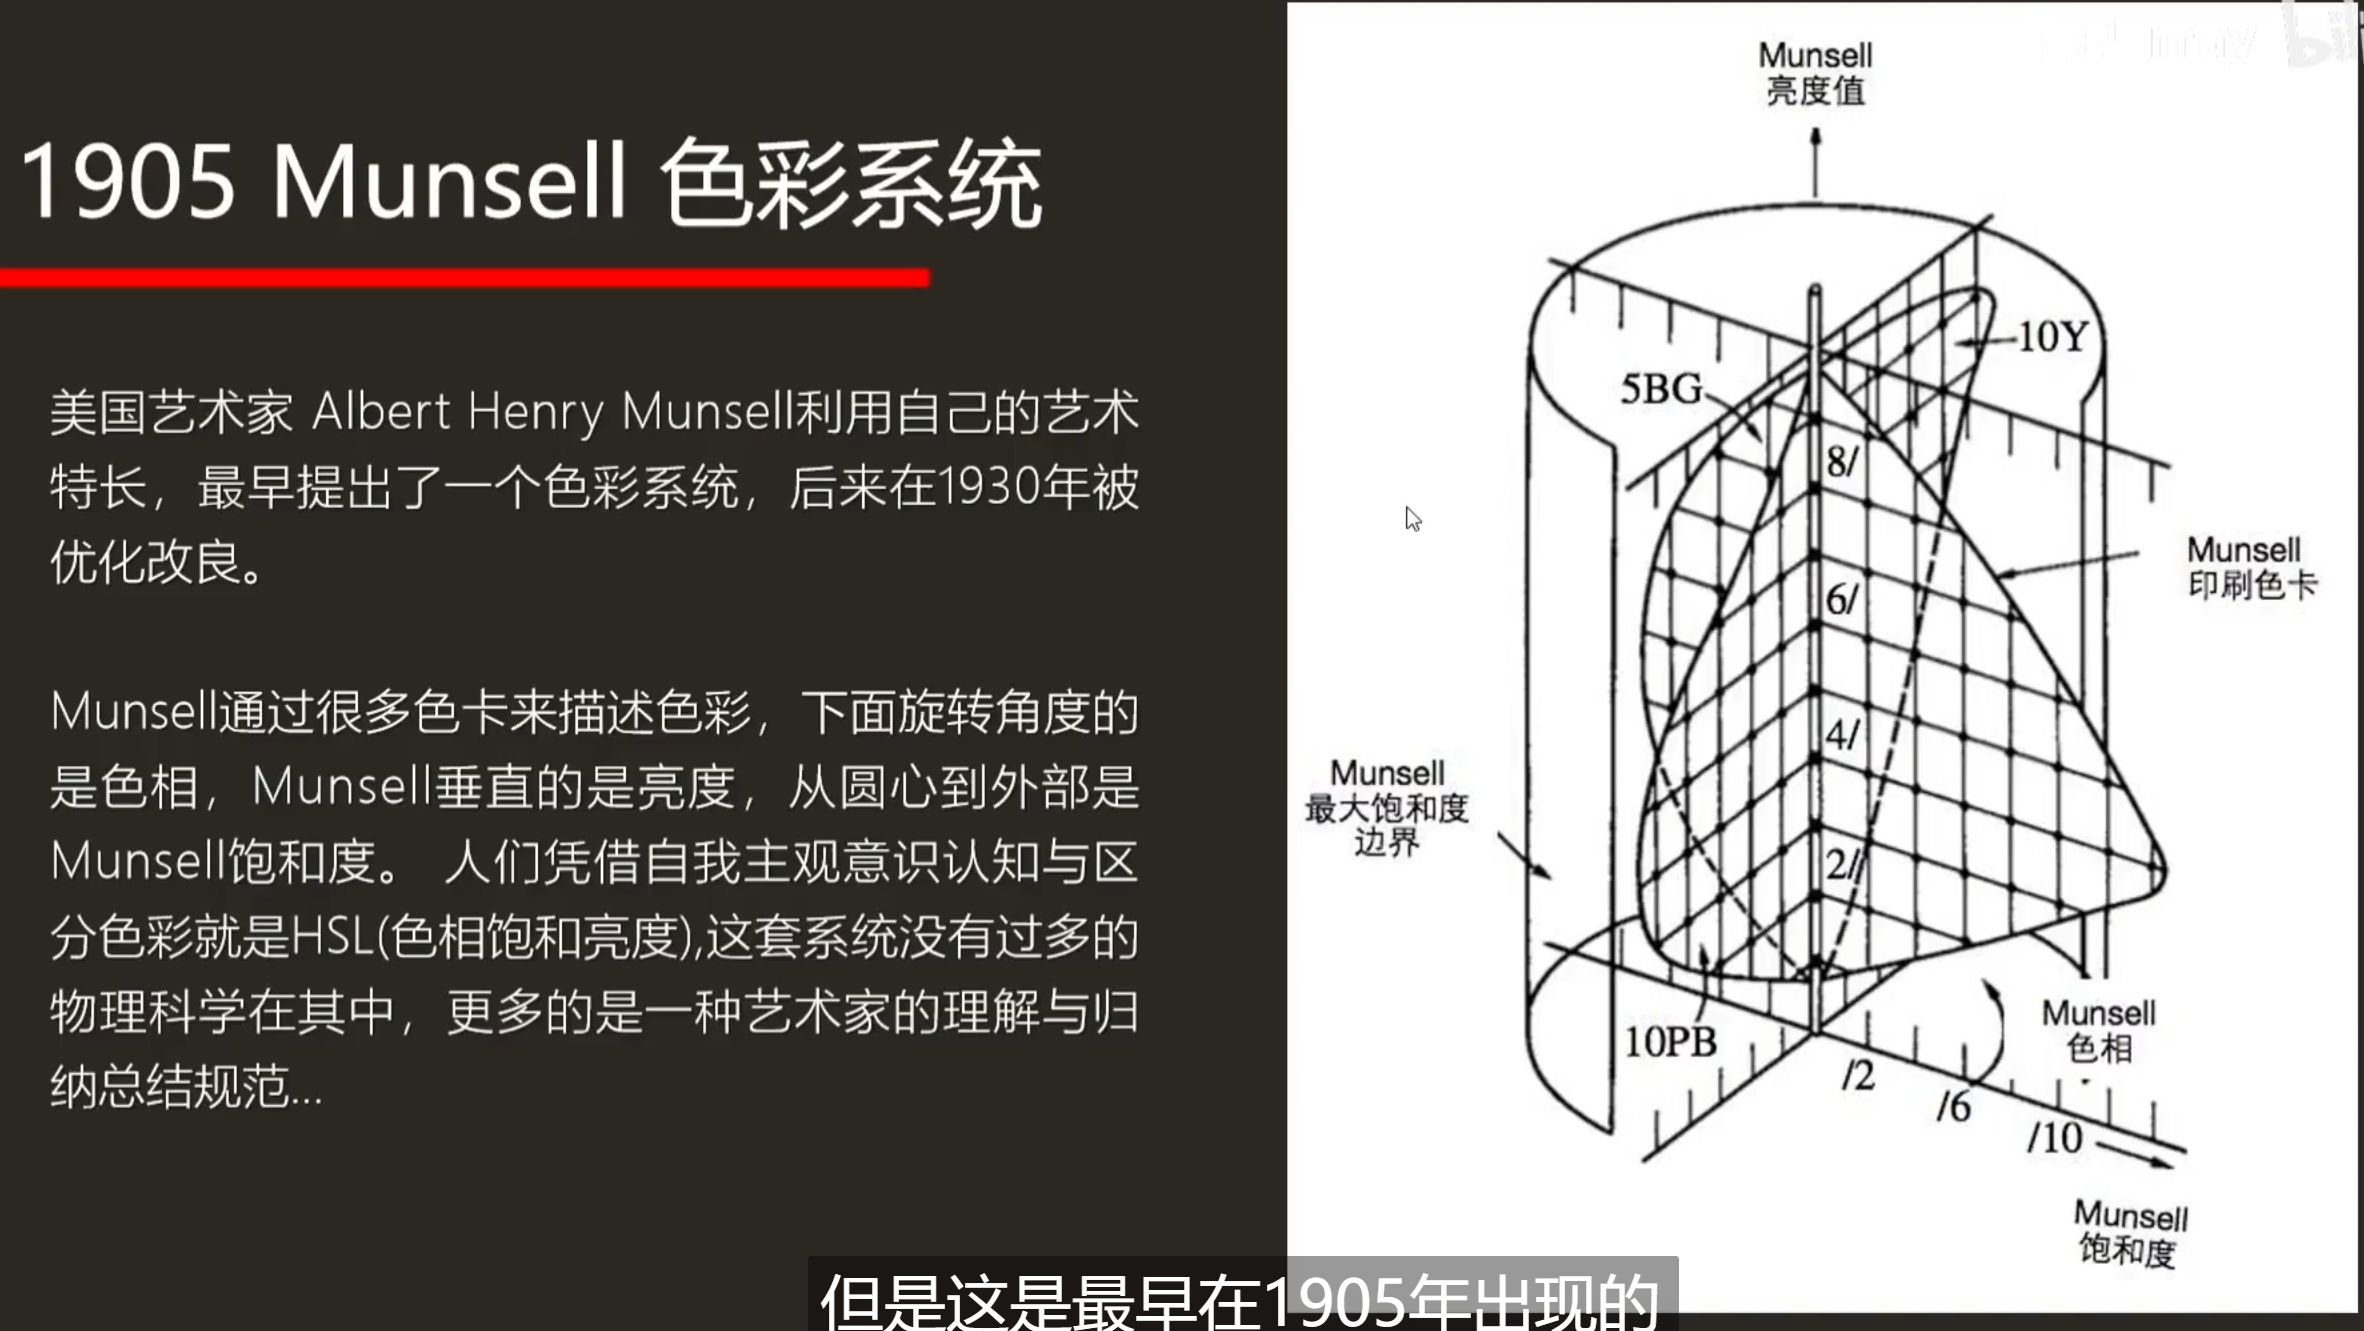 1905 Munsell 色彩系统
美国艺术家 Albert Henry Munsell利用自己的艺术
特长，最早提出了一个色彩系统，后来在1930年被
优化改良。
Munsell通过很多色卡来描述色彩，下面旋转角度的
是色相，Munsell垂直的是亮度，从圆心到外部是
Munsell饱和度。 人们凭借自我主观意识认知与区
分色彩就是HSL(色相饱和亮度),这套系统没有过多的
物理科学在其中，更多的是一种艺术家的理解与归
纳总结规范...
Munsell
亮度值
10Y
5BG
8/
Munsell
印刷色卡
6/
4/
Munsell
最大饱和度
边界
2/
10PB
Munsell
色相
/2
/6
/10
Munsell
饱和度
但是这是最早在1905年出现的